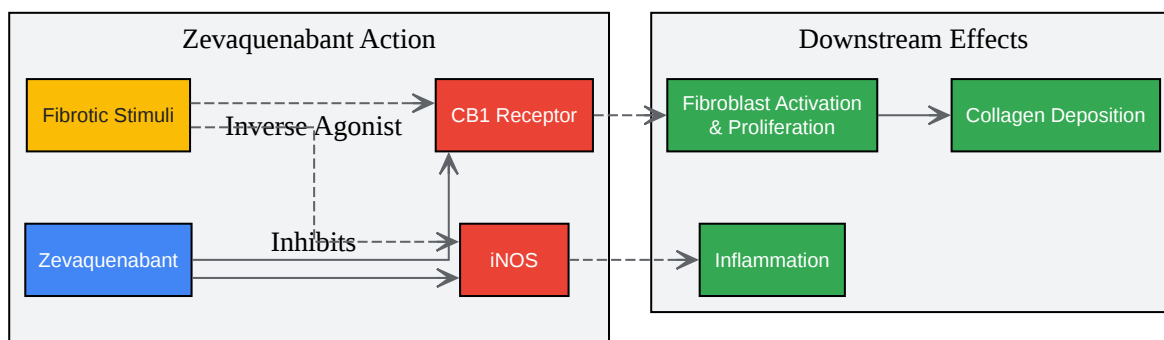 Zevaquenabant Action
Downstream Effects
Fibrotic Stimuli
Inverse Agonist
CB1 Receptor
Fibroblast Activation
& Proliferation
Collagen Deposition
Zevaquenabant
Inhibits
iNOS
Inflammation